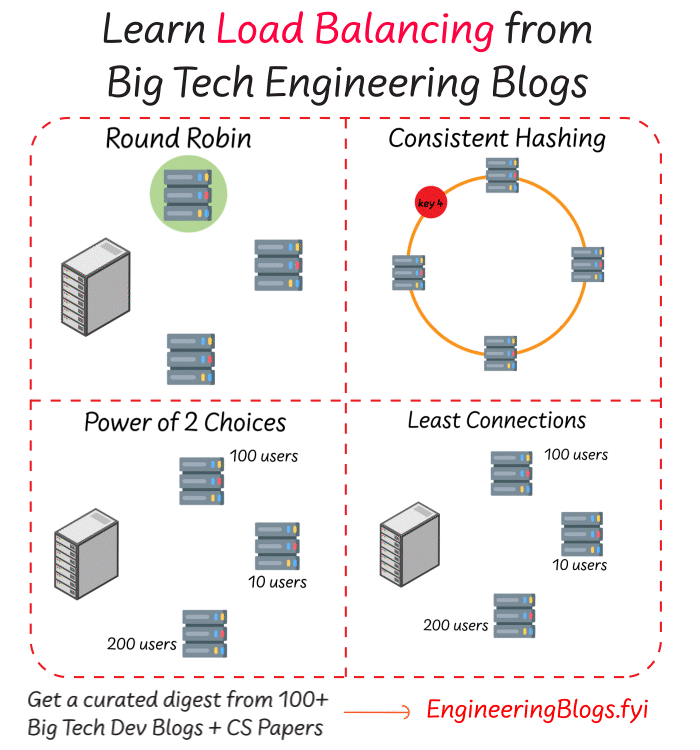 Learn Load Balancing from
Big Tech Engineering Blogs
Round Robin
Consistent Hashing
key 4
Power of 2 Choices
100 users
10 users
200 users
Least Connections
100 users
10 users
200 users
Get a curated digest from 100+
Big Tech Dev Blogs + CS Papers
EngineeringBlogs.fyi